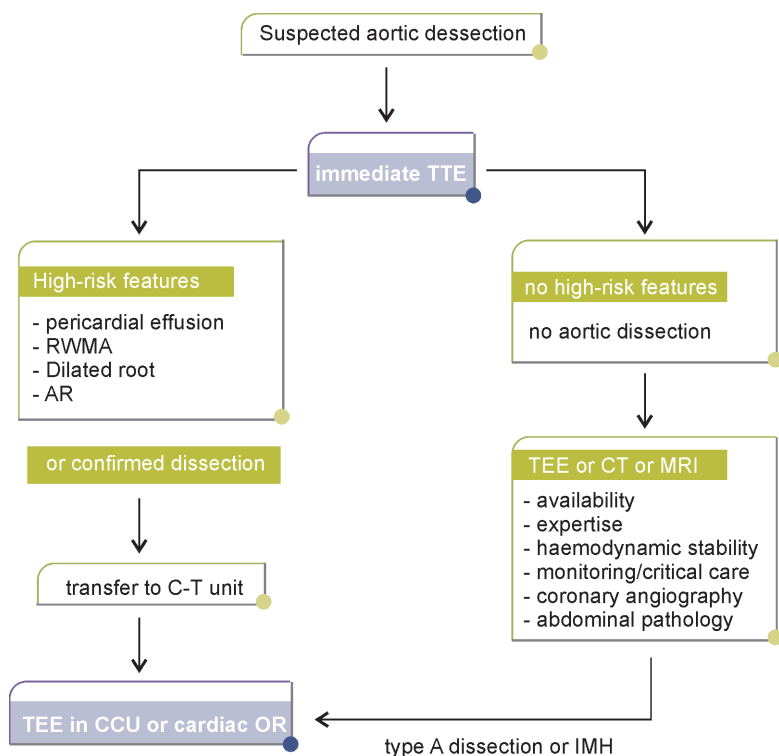 Suspected aortic dessection
immediate TTE
High-risk features
- pericardial effusion
- RWMA
- Dilated root
- AR
or confirmed dissection
transfer to C-T unit
TEE in CCU or cardiac OR
no high-risk features
no aortic dissection
TEE or CT or MRI
- availability
- expertise
- haemodynamic stability
- monitoring/critical care
- coronary angiography
- abdominal pathology
type A dissection or IMH